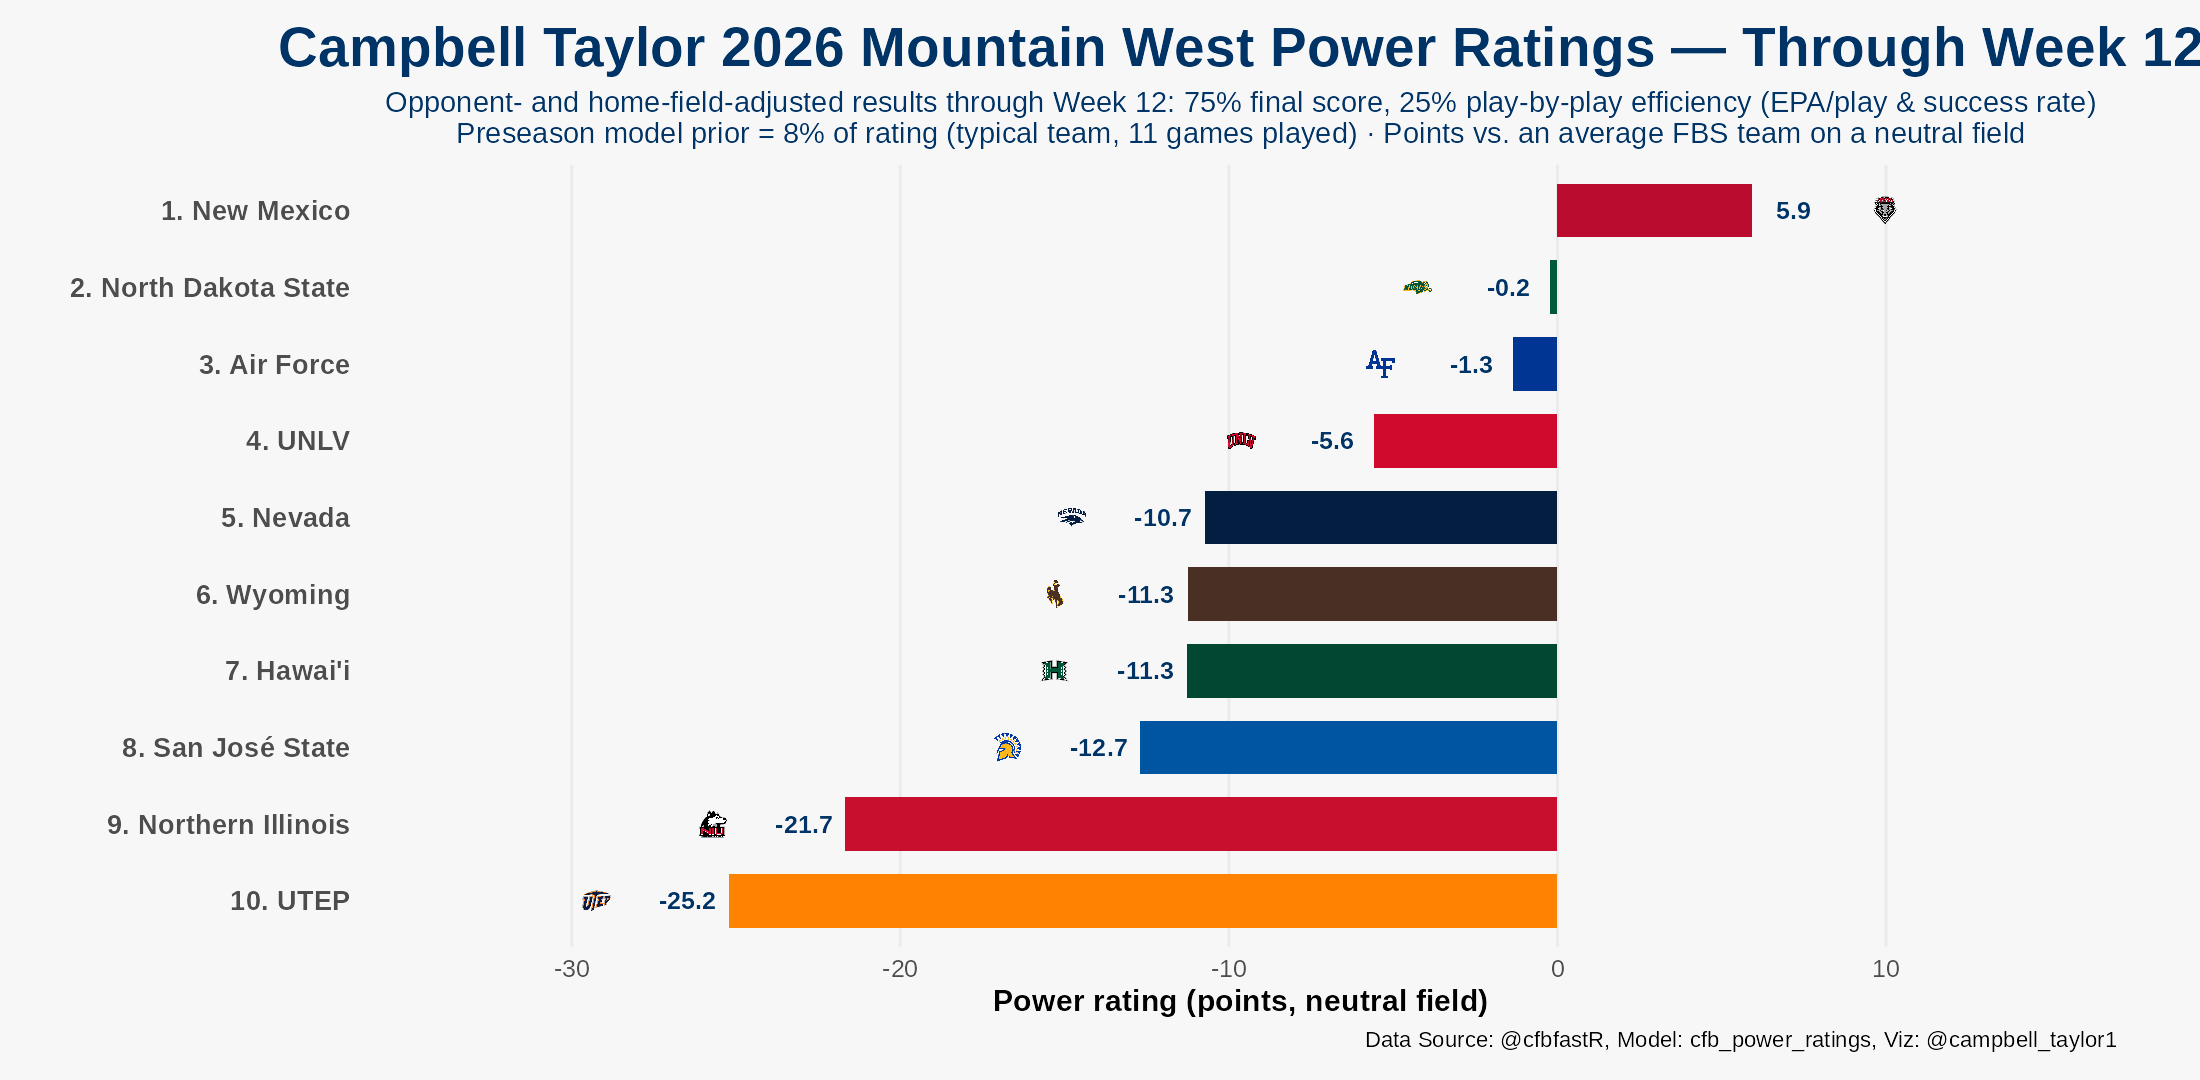 Campbell Taylor 2026 Mountain West Power Ratings — Through Week 12
Opponent- and home-field-adjusted results through Week 12: 75% final score, 25% play-by-play efficiency (EPA/play & success rate)
Preseason model prior = 8% of rating (typical team, 11 games played) · Points vs. an average FBS team on a neutral field
1. New Mexico 5.9
2. North Dakota State -0.2
3. Air Force AF -1.3
4. UNLV UNLV -5.6
5. Nevada NEVADA -10.7
6. Wyoming -11.3
7. Hawai'i H -11.3
8. San José State -12.7
9. Northern Illinois NIU -21.7
10. UTEP UTEP -25.2
-30 -20 -10 0 10
Power rating (points, neutral field)
Data Source: @cfbfastR, Model: cfb_power_ratings, Viz: @campbell_taylor1